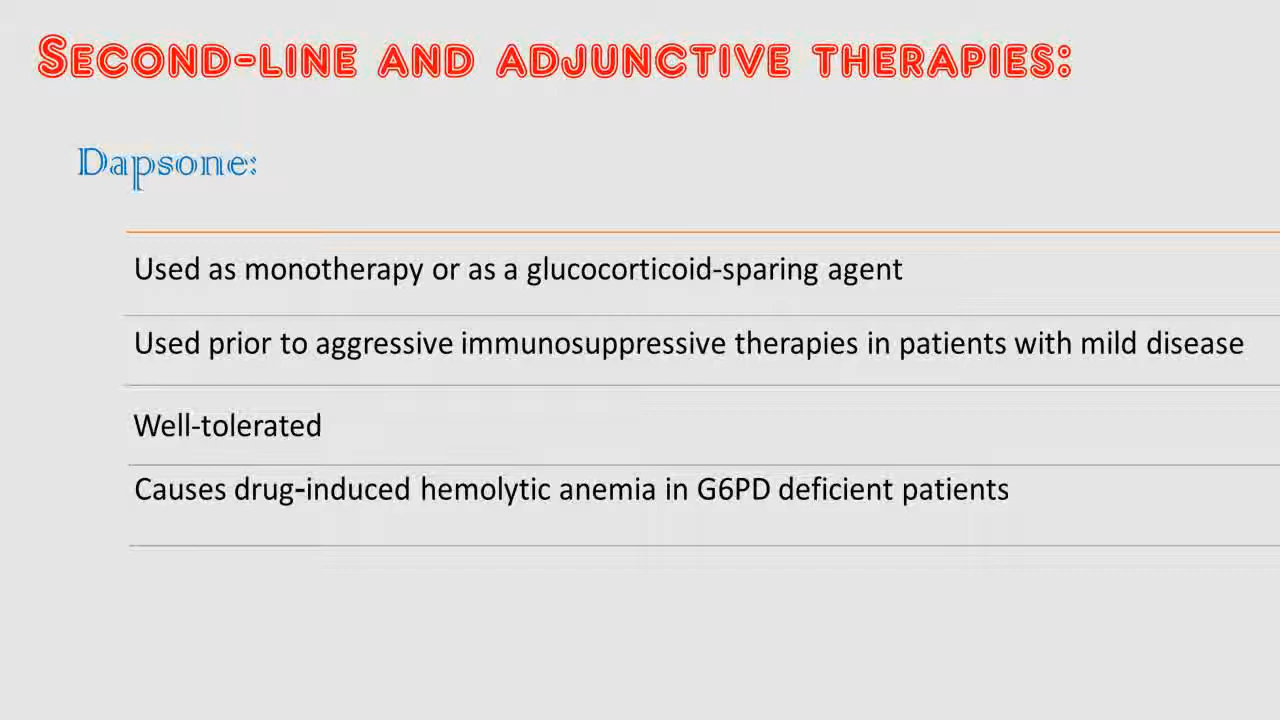 Second-line and adjunctive therapies:
Dapsone:
Used as monotherapy or as a glucocorticoid-sparing agent
Used prior to aggressive immunosuppressive therapies in patients with mild disease
Well-tolerated
Causes drug-induced hemolytic anemia in G6PD deficient patients